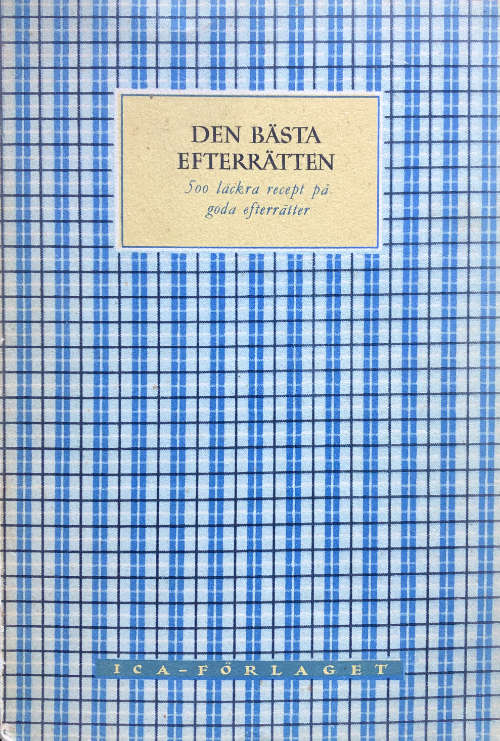 DEN BÄSTA
EFTERRÄTTEN
500 läckra recept på
goda efterrätter
ICA-FÖRLAGET